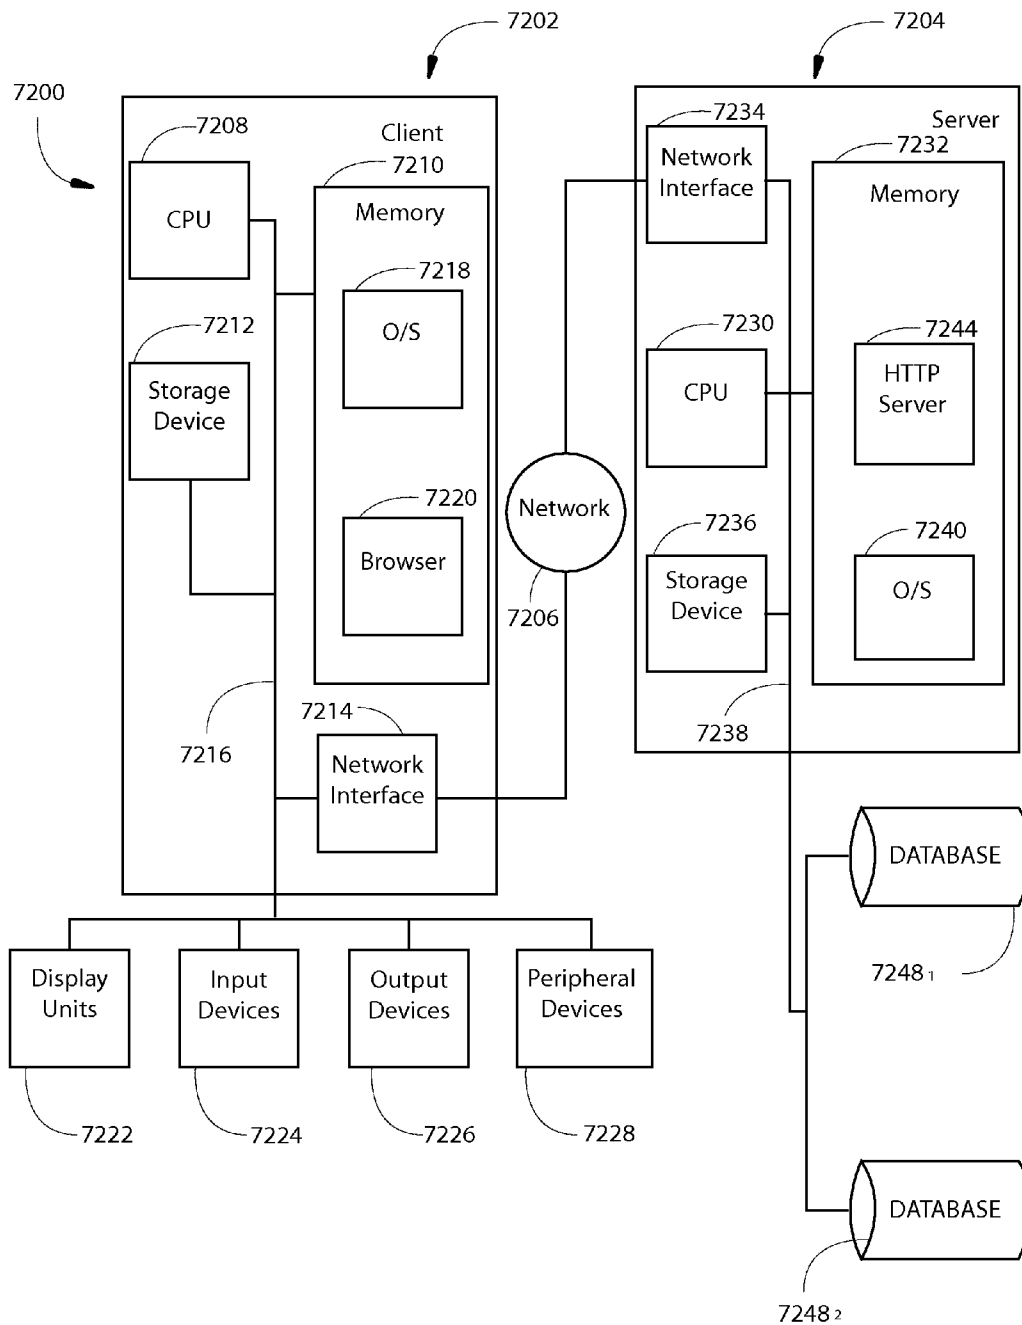 7202
7204
7200
Client
7208
CPU
7210
Memory
7218
O/S
7212
Storage
Device
7220
Browser
7216
7214
Network
Interface
Network
7206
Server
7234
Network
Interface
7232
Memory
7230
CPU
7244
HTTP
Server
7236
Storage
Device
7240
O/S
7238
DATABASE
7248 1
DATABASE
7248 2
Display
Units
Input
Devices
Output
Devices
Peripheral
Devices
7222
7224
7226
7228